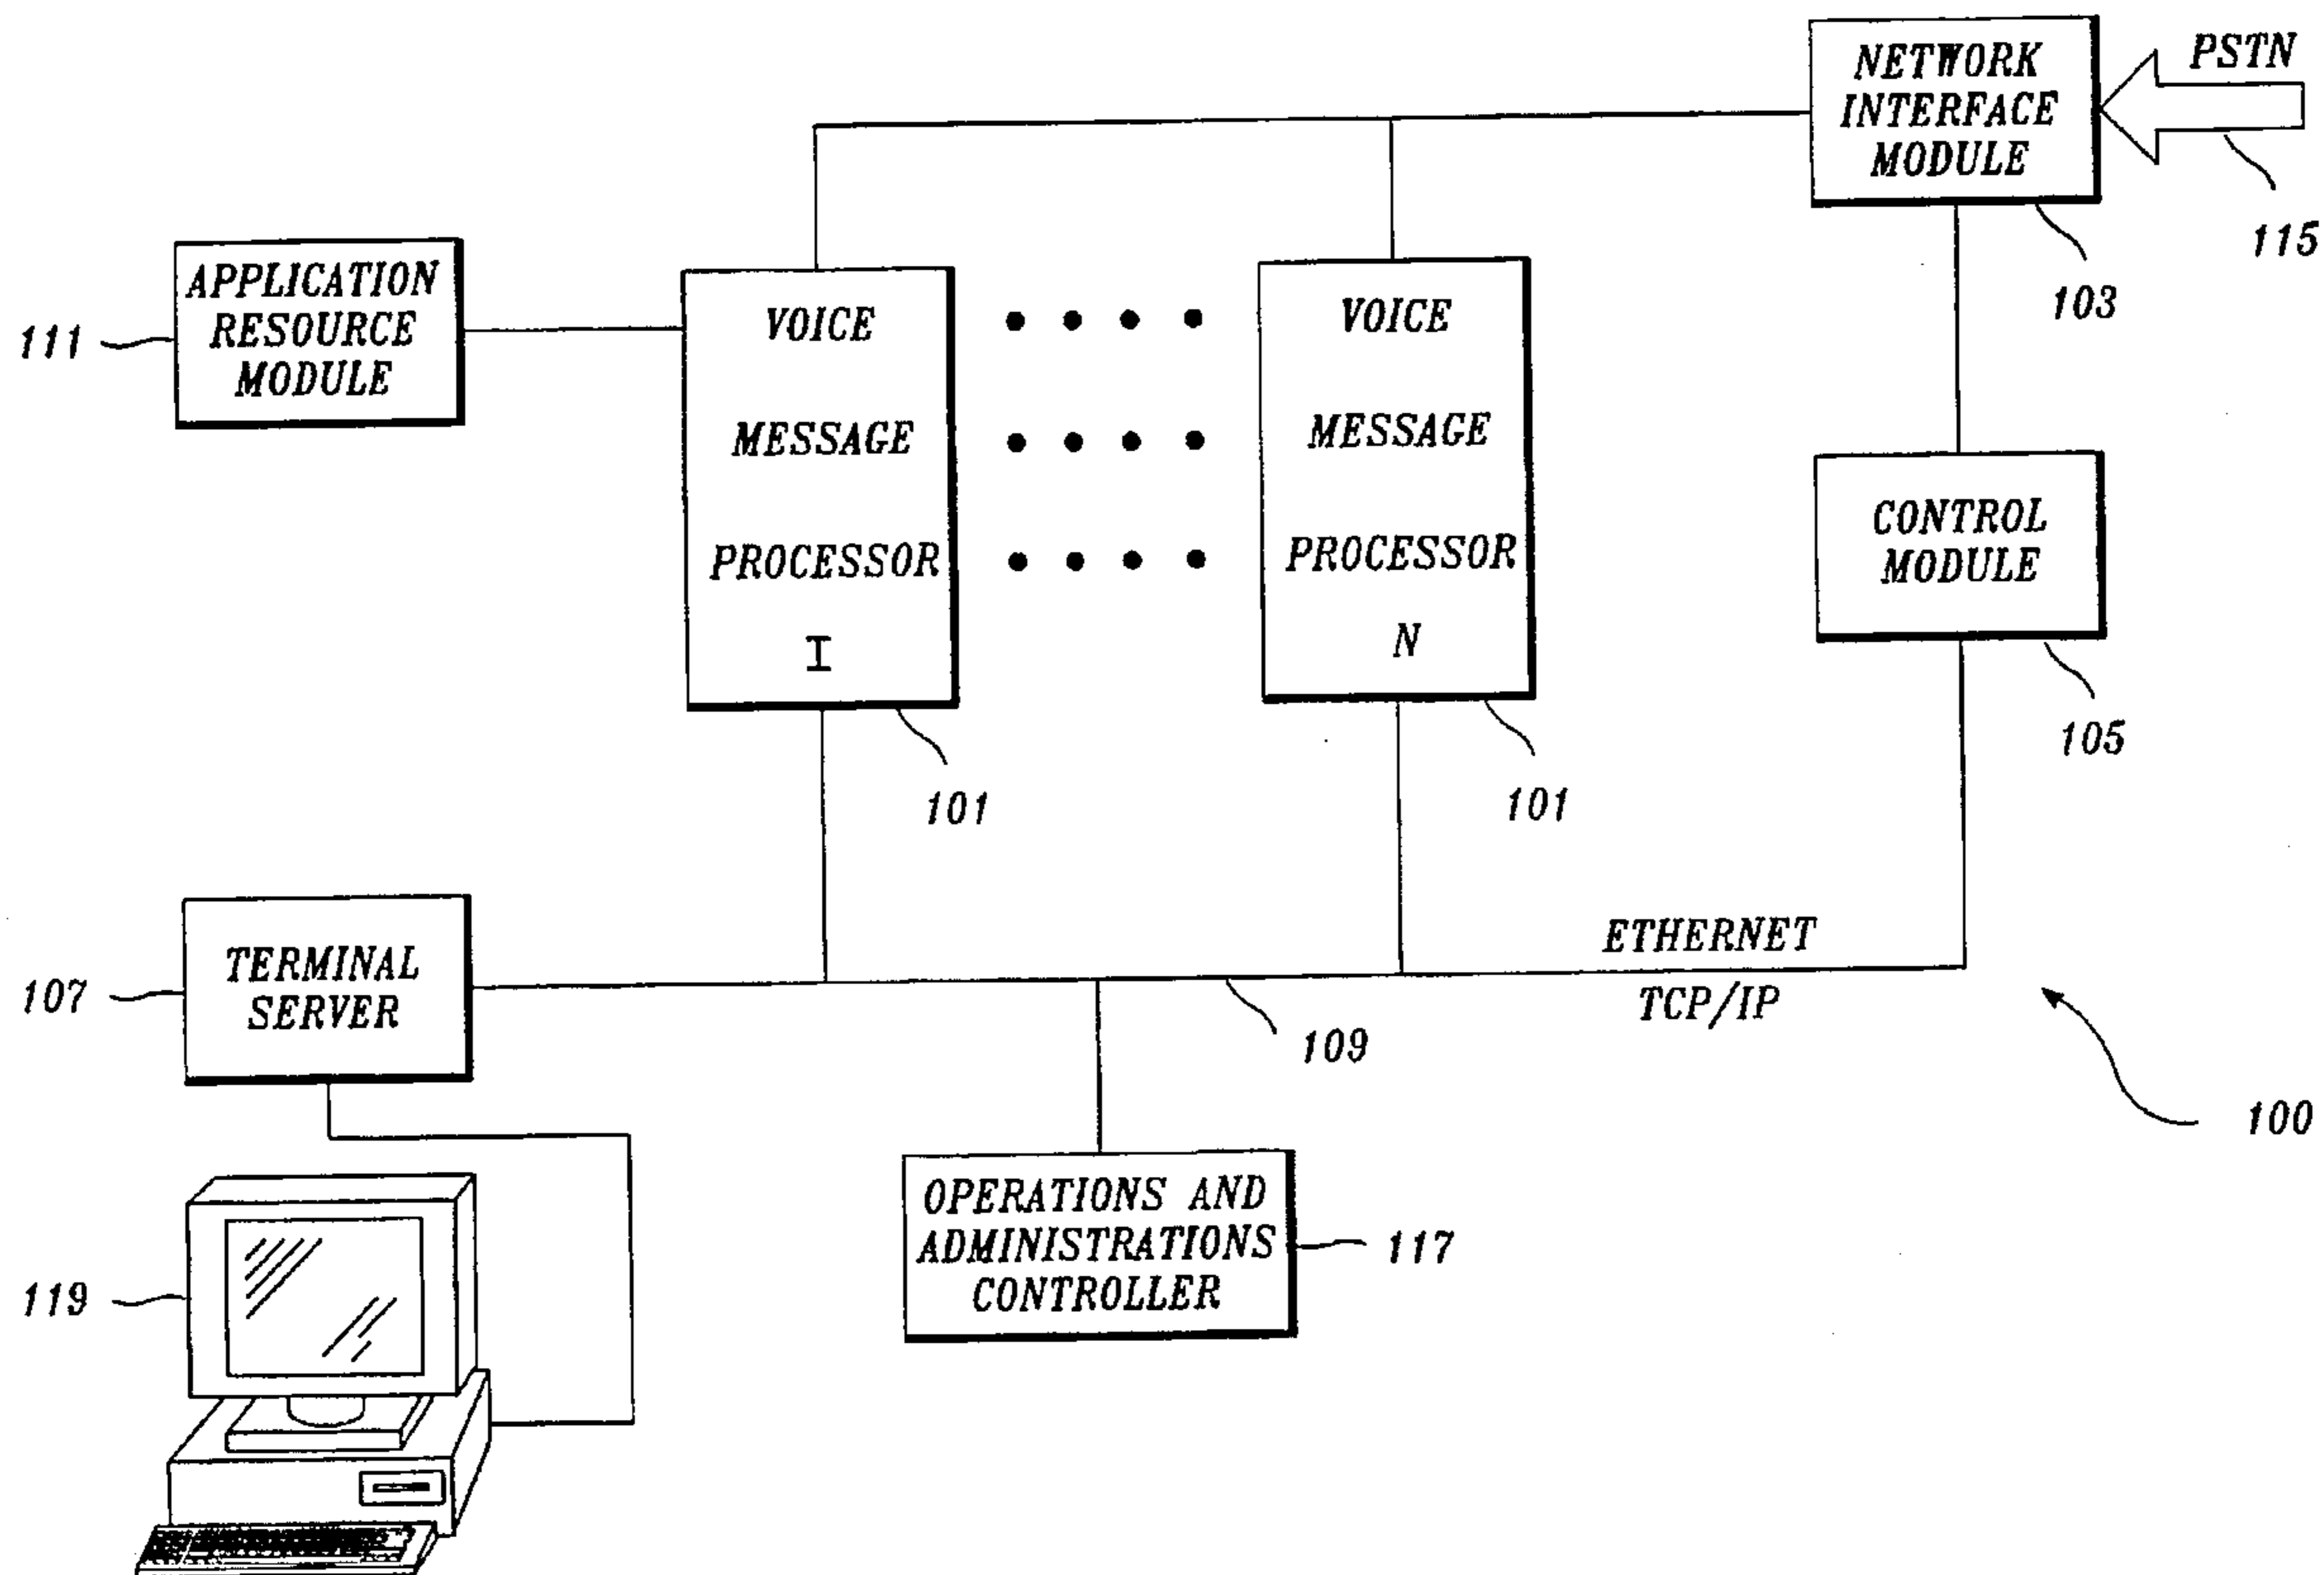 PSTN
NETWORK
INTERFACE
MODULE
115
103
APPLICATION
RESOURCE
MODULE
111
VOICE
MESSAGE
PROCESSOR
I
101
VOICE
MESSAGE
PROCESSOR
N
101
CONTROL
MODULE
105
TERMINAL
SERVER
107
ETHERNET
TCP/IP
109
100
OPERATIONS AND
ADMINISTRATIONS
CONTROLLER
117
119